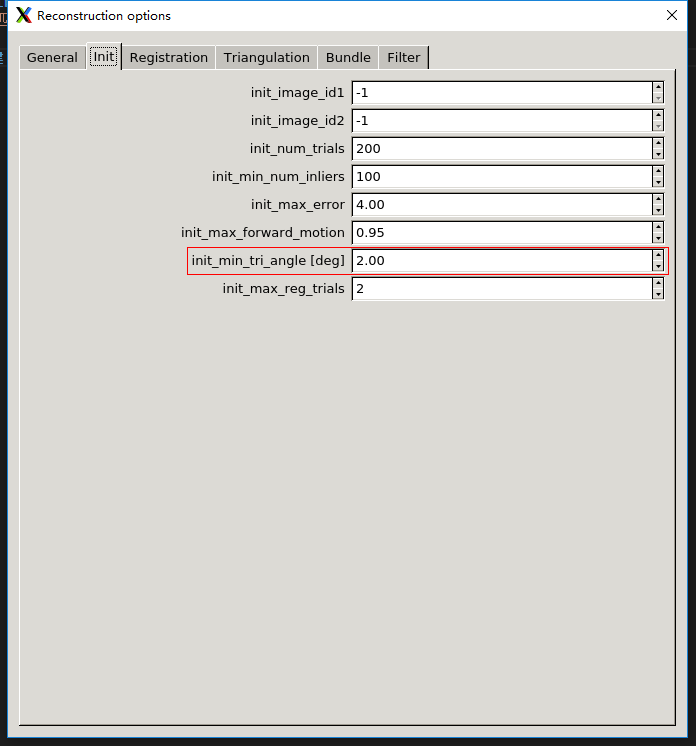 Reconstruction options
General Init Registration Triangulation Bundle Filter
init_image_id1 -1
init_image_id2 -1
init_num_trials 200
init_min_num_inliers 100
init_max_error 4.00
init_max_forward_motion 0.95
init_min_tri_angle [deg] 2.00
init_max_reg_trials 2